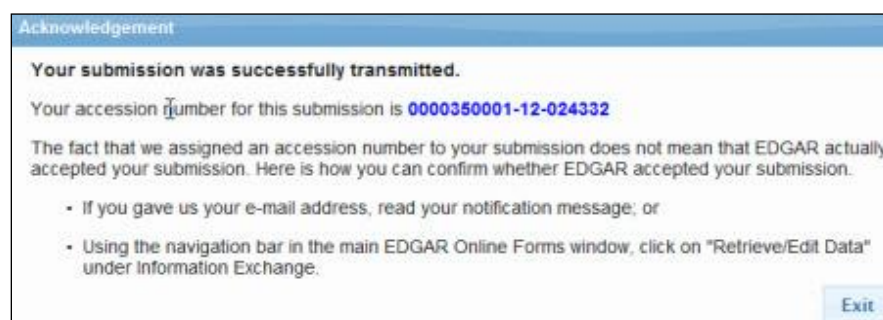 Acknowledgement
Your submission was successfully transmitted.
Your accession number for this submission is 0000350001-12-024332
The fact that we assigned an accession number to your submission does not mean that EDGAR actually
accepted your submission. Here is how you can confirm whether EDGAR accepted your submission.
• If you gave us your e-mail address, read your notification message; or
• Using the navigation bar in the main EDGAR Online Forms window, click on "Retrieve/Edit Data"
under Information Exchange.
Exit